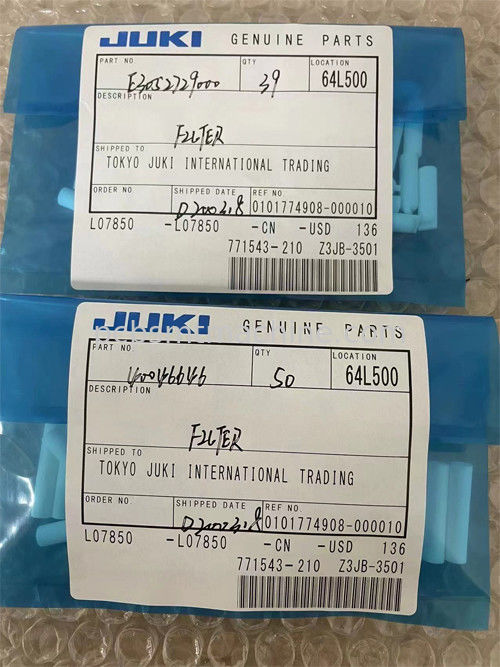 JUKI GENUINE PARTS
PART NO QTY LOCATION
E3052729000 39 64L500
DESCRIPTION
FILTER
SHIPPED TO
TOKYO JUKI INTERNATIONAL TRADING
ORDER NO SHIPPED DATE REF NO
0101774908-000010
L07850 -L07850 -CN -USD 136
771543-210 Z3JB-3501
JUKI GENUINE PARTS
PART NO QTY LOCATION
40046646 50 64L500
DESCRIPTION
FILTER
SHIPPED TO
TOKYO JUKI INTERNATIONAL TRADING
ORDER NO SHIPPED DATE REF NO
0101774908-000010
L07850 -L07850 -CN -USD 136
771543-210 Z3JB-3501